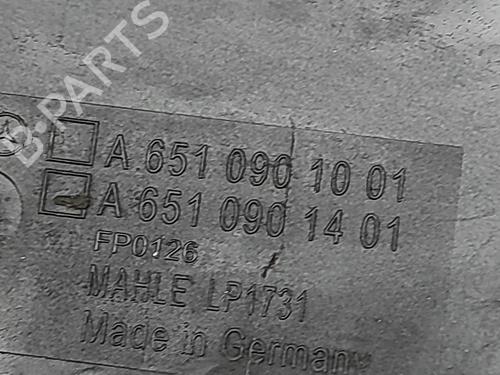 B-PARTS
A 651 090 10 01
A 651 090 14 01
FP0126
MAHLE LP1731
Made in Germany